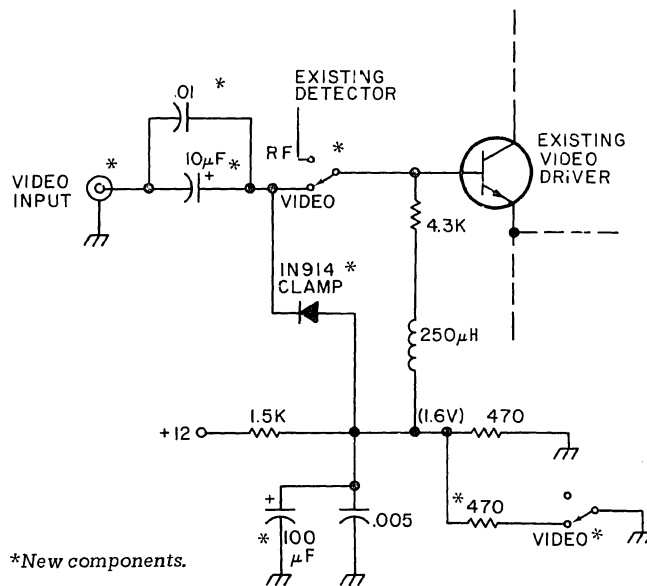 .01 *
EXISTING
DETECTOR
10µF *
+
*
RF
*
VIDEO
INPUT
VIDEO
EXISTING
VIDEO
DRiVER
4.3K
IN914 *
CLAMP
250µH
+12
1.5K
(1.6V)
470
+
*
100
µF
.005
* 470
VIDEO *
*New components.